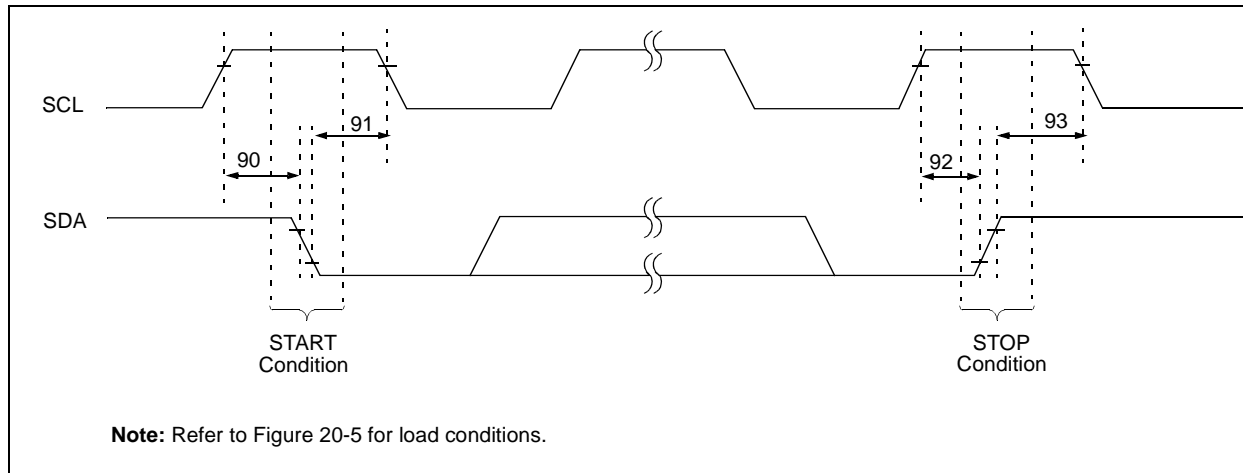 SCL
91
93
90
92
SDA
START
Condition
STOP
Condition
Note: Refer to Figure 20-5 for load conditions.